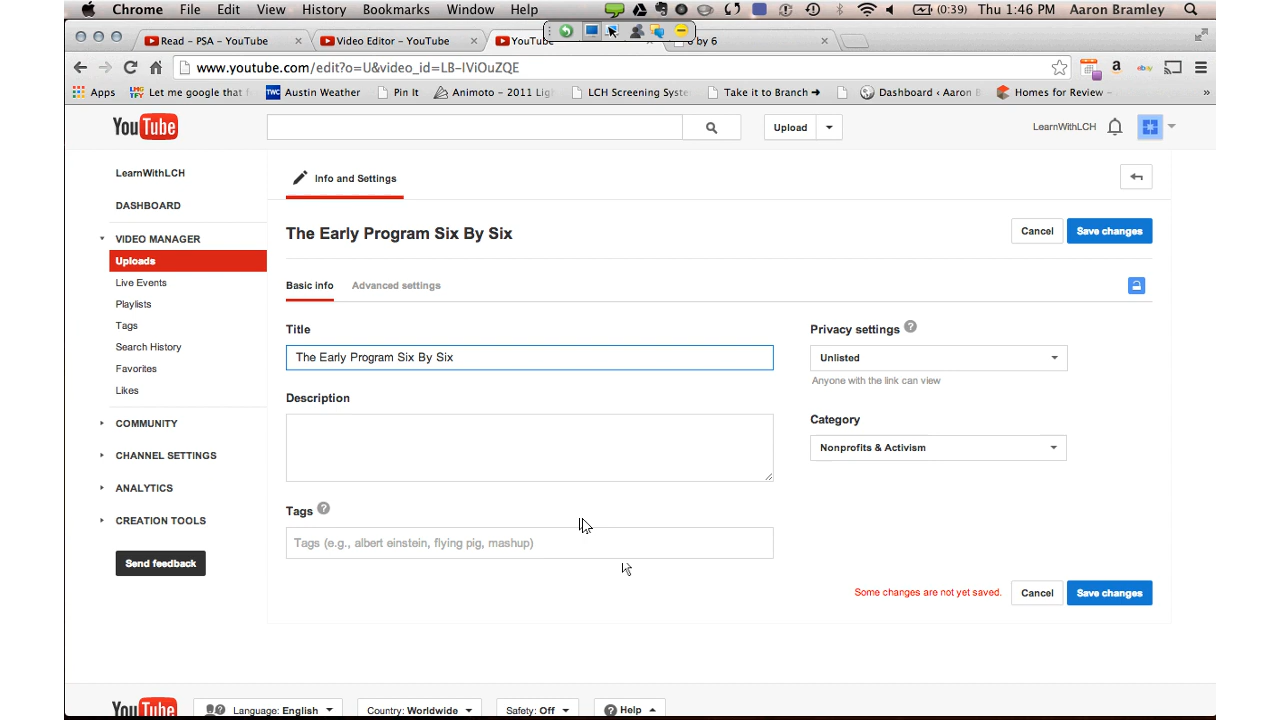 Chrome File Edit View History Bookmarks Window Help (0:39) Thu 1:46 PM Aaron Bramley
Read – PSA – YouTube × Video Editor – YouTube × YouTube 6 by 6 ×
www.youtube.com/edit?o=U&video_id=LB-IViOuZQE
Apps Let me google that Austin Weather Pin It Animoto – 2011 LCH Screening Syste Take it to Branch → Dashboard ‹ Aaron B Homes for Review – »
YouTube Upload LearnWithLCH
LearnWithLCH
DASHBOARD
VIDEO MANAGER
Uploads
Live Events
Playlists
Tags
Search History
Favorites
Likes
COMMUNITY
CHANNEL SETTINGS
ANALYTICS
CREATION TOOLS
Send feedback
Info and Settings
The Early Program Six By Six Cancel Save changes
Basic info Advanced settings
Title
The Early Program Six By Six
Description
Tags ?
Tags (e.g., albert einstein, flying pig, mashup)
Privacy settings ?
Unlisted
Anyone with the link can view
Category
Nonprofits & Activism
Some changes are not yet saved. Cancel Save changes
YouTube Language: English Country: Worldwide Safety: Off Help